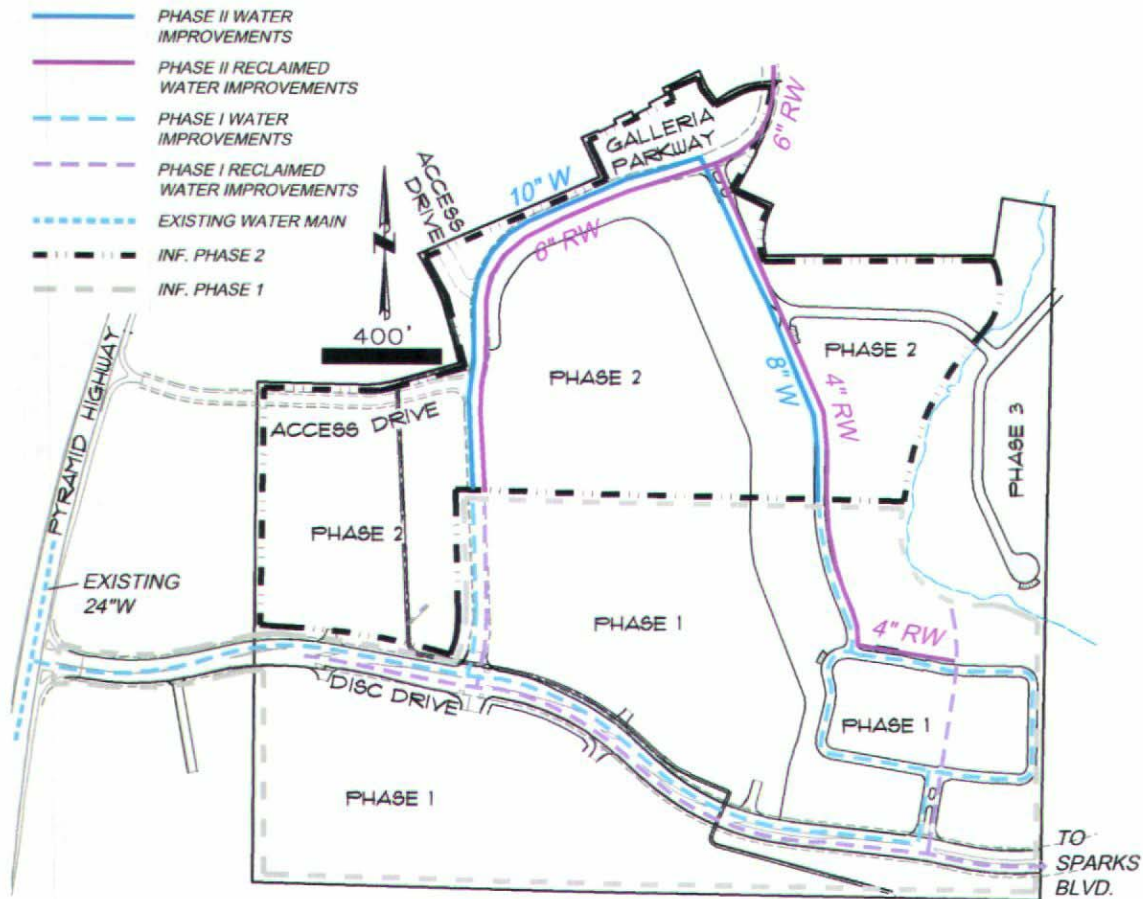 PHASE II WATER
IMPROVEMENTS
PHASE II RECLAIMED
WATER IMPROVEMENTS
PHASE I WATER
IMPROVEMENTS
PHASE I RECLAIMED
WATER IMPROVEMENTS
EXISTING WATER MAIN
INF. PHASE 2
INF. PHASE 1
GALLERIA
PARKWAY
6" RW
10" W
ACCESS
DRIVE
6" RW
N
400'
PYRAMID HIGHWAY
PHASE 2
PHASE 2
8" W
4" RW
PHASE 3
ACCESS DRIVE
PHASE 2
EXISTING
24"W
PHASE 1
4" RW
DISC DRIVE
PHASE 1
PHASE 1
TO
SPARKS
BLVD.